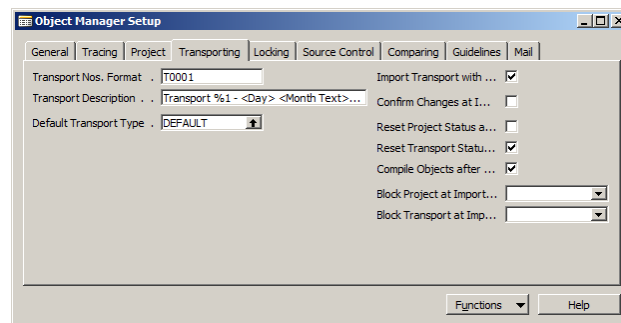 Object Manager Setup
General Tracing Project Transporting Locking Source Control Comparing Guidelines Mail
Transport Nos. Format . T0001
Import Transport with ...
Transport Description . . Transport %1 - <Day> <Month Text>...
Confirm Changes at I...
Default Transport Type . DEFAULT
Reset Project Status a...
Reset Transport Statu...
Compile Objects after ...
Block Project at Import...
Block Transport at Imp...
Functions Help